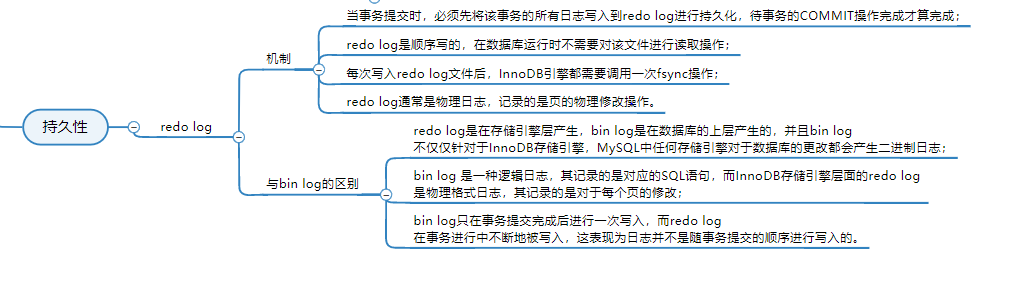 持久性
redo log
机制
当事务提交时，必须先将该事务的所有日志写入到redo log进行持久化，待事务的COMMIT操作完成才算完成；
redo log是顺序写的，在数据库运行时不需要对该文件进行读取操作；
每次写入redo log文件后，InnoDB引擎都需要调用一次fsync操作；
redo log通常是物理日志，记录的是页的物理修改操作。
与bin log的区别
redo log是在存储引擎层产生，bin log是在数据库的上层产生的，并且bin log
不仅仅针对于InnoDB存储引擎，MySQL中任何存储引擎对于数据库的更改都会产生二进制日志；
bin log 是一种逻辑日志，其记录的是对应的SQL语句，而InnoDB存储引擎层面的redo log
是物理格式日志，其记录的是对于每个页的修改；
bin log只在事务提交完成后进行一次写入，而redo log
在事务进行中不断地被写入，这表现为日志并不是随事务提交的顺序进行写入的。